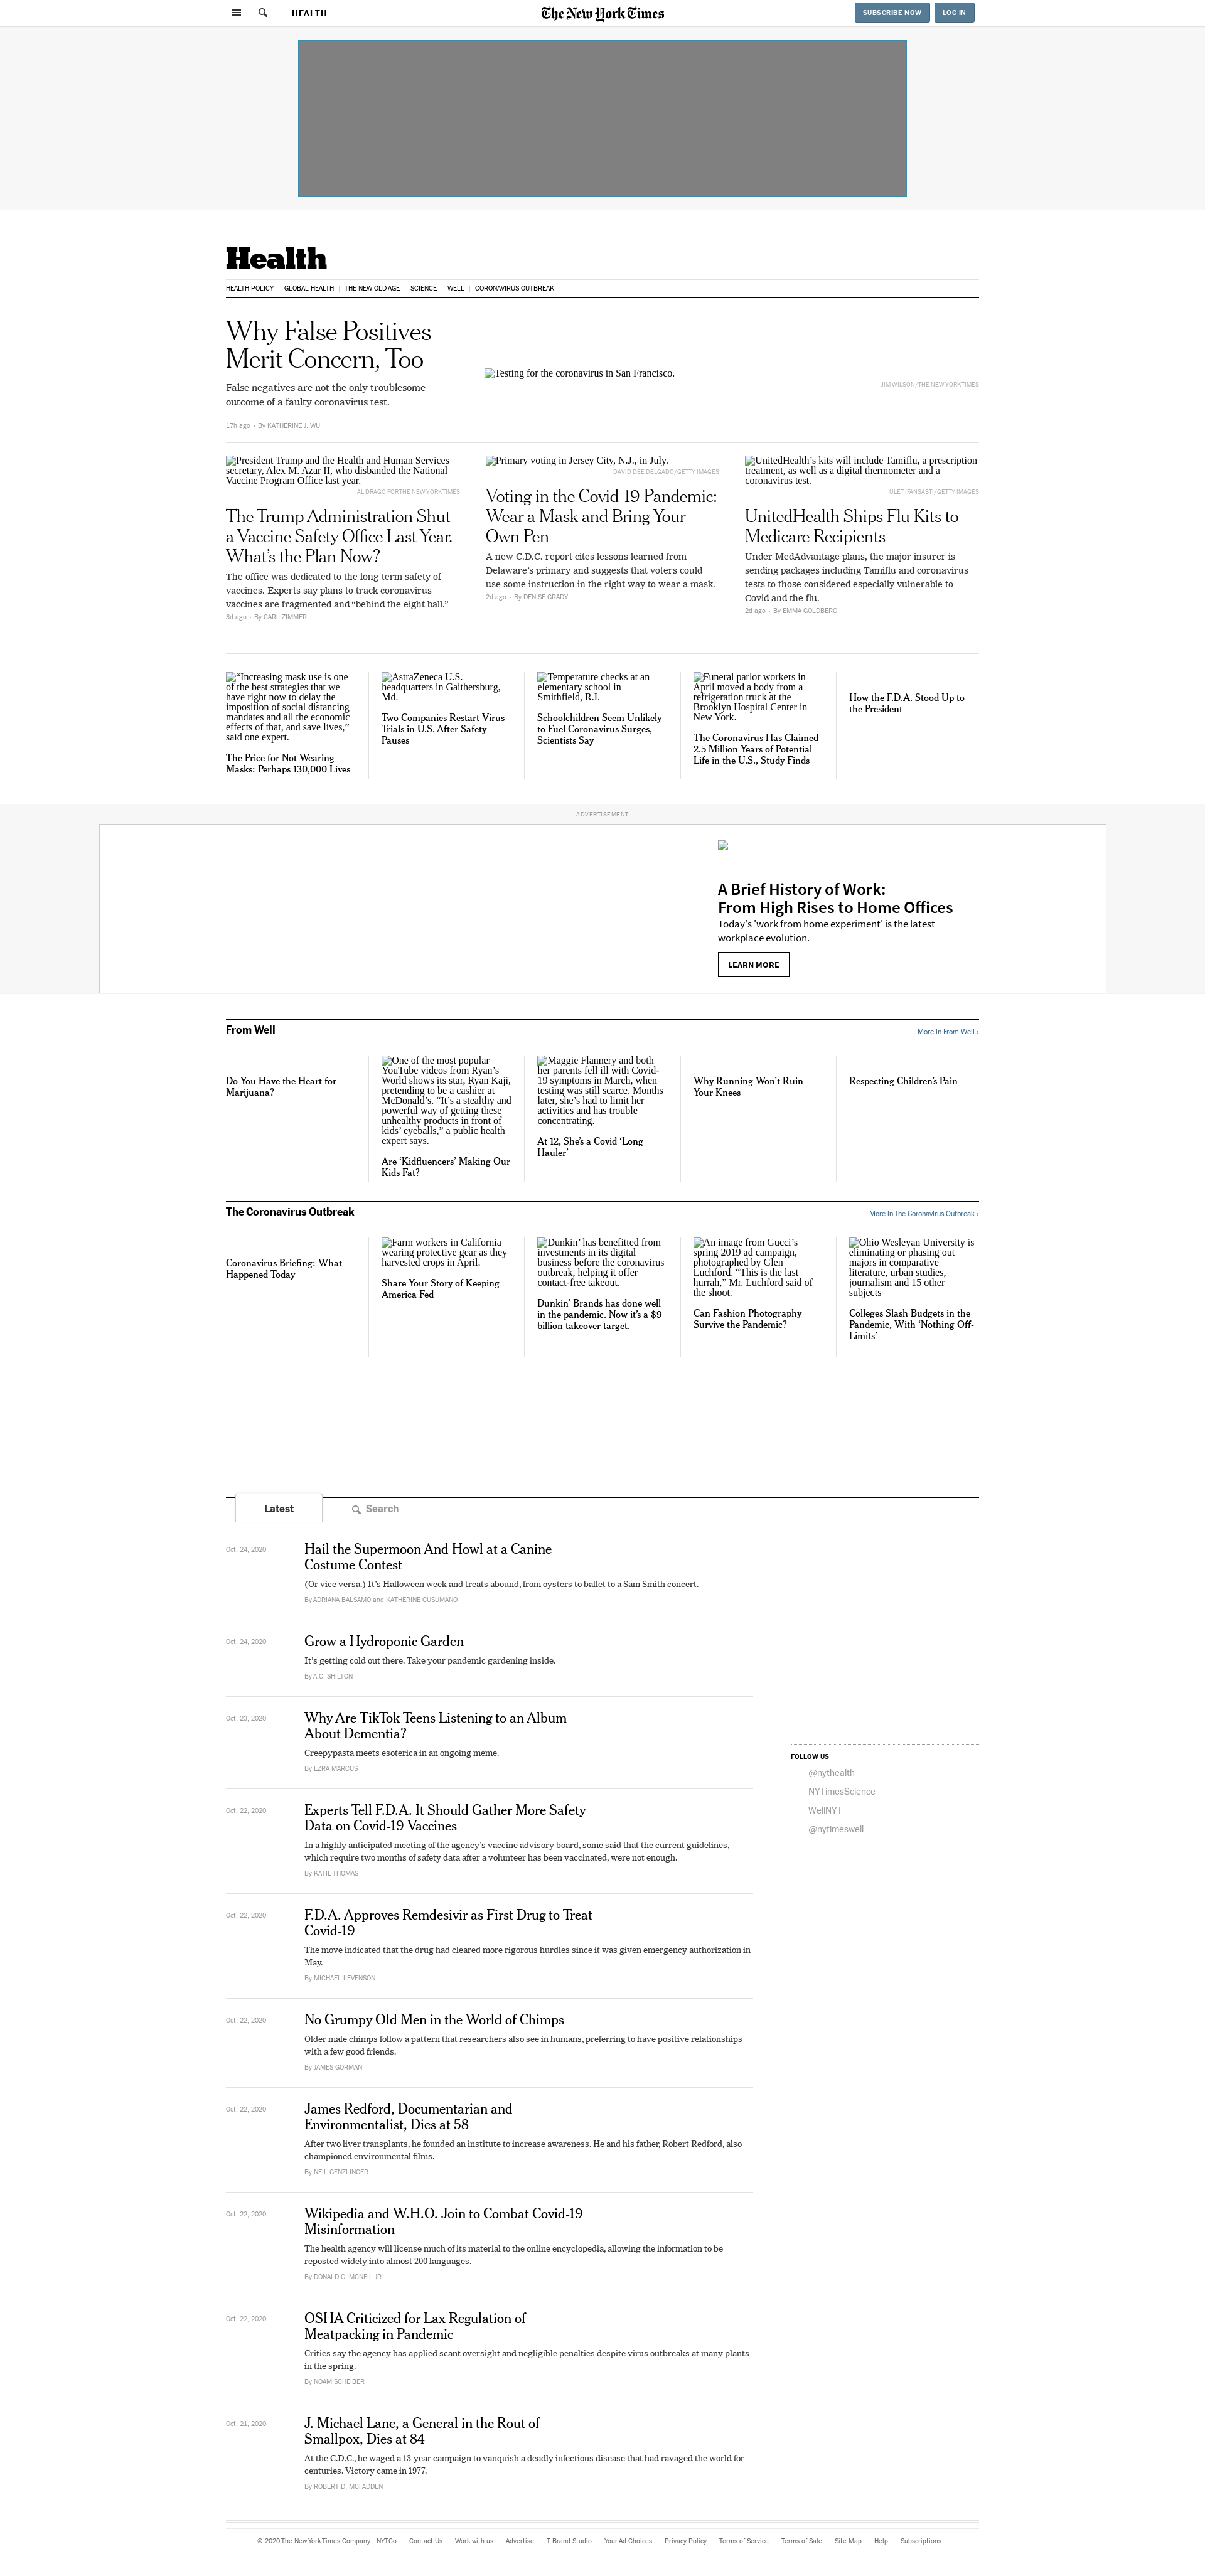 HEALTH
The New York Times
SUBSCRIBE NOW
LOG IN
Health
HEALTH POLICY | GLOBAL HEALTH | THE NEW OLD AGE | SCIENCE | WELL | CORONAVIRUS OUTBREAK
Why False Positives
Merit Concern, Too
False negatives are not the only troublesome
outcome of a faulty coronavirus test.
17h ago • By KATHERINE J. WU
Testing for the coronavirus in San Francisco.
JIM WILSON/THE NEW YORK TIMES
President Trump and the Health and Human Services
secretary, Alex M. Azar II, who disbanded the National
Vaccine Program Office last year.
AL DRAGO FOR THE NEW YORK TIMES
The Trump Administration Shut
a Vaccine Safety Office Last Year.
What’s the Plan Now?
The office was dedicated to the long-term safety of
vaccines. Experts say plans to track coronavirus
vaccines are fragmented and “behind the eight ball.”
3d ago • By CARL ZIMMER
Primary voting in Jersey City, N.J., in July.
DAVID DEE DELGADO/GETTY IMAGES
Voting in the Covid-19 Pandemic:
Wear a Mask and Bring Your
Own Pen
A new C.D.C. report cites lessons learned from
Delaware’s primary and suggests that voters could
use some instruction in the right way to wear a mask.
2d ago • By DENISE GRADY
UnitedHealth’s kits will include Tamiflu, a prescription
treatment, as well as a digital thermometer and a
coronavirus test.
ULET IFANSASTI/GETTY IMAGES
UnitedHealth Ships Flu Kits to
Medicare Recipients
Under MedAdvantage plans, the major insurer is
sending packages including Tamiflu and coronavirus
tests to those considered especially vulnerable to
Covid and the flu.
2d ago • By EMMA GOLDBERG
“Increasing mask use is one
of the best strategies that we
have right now to delay the
imposition of social distancing
mandates and all the economic
effects of that, and save lives,”
said one expert.
The Price for Not Wearing
Masks: Perhaps 130,000 Lives
AstraZeneca U.S.
headquarters in Gaithersburg,
Md.
Two Companies Restart Virus
Trials in U.S. After Safety
Pauses
Temperature checks at an
elementary school in
Smithfield, R.I.
Schoolchildren Seem Unlikely
to Fuel Coronavirus Surges,
Scientists Say
Funeral parlor workers in
April moved a body from a
refrigeration truck at the
Brooklyn Hospital Center in
New York.
The Coronavirus Has Claimed
2.5 Million Years of Potential
Life in the U.S., Study Finds
How the F.D.A. Stood Up to
the President
ADVERTISEMENT
A Brief History of Work:
From High Rises to Home Offices
Today's 'work from home experiment' is the latest
workplace evolution.
LEARN MORE
From Well
More in From Well ›
Do You Have the Heart for
Marijuana?
One of the most popular
YouTube videos from Ryan’s
World shows its star, Ryan Kaji,
pretending to be a cashier at
McDonald’s. “It’s a stealthy and
powerful way of getting these
unhealthy products in front of
kids’ eyeballs,” a public health
expert says.
Are ‘Kidfluencers’ Making Our
Kids Fat?
Maggie Flannery and both
her parents fell ill with Covid-
19 symptoms in March, when
testing was still scarce. Months
later, she’s had to limit her
activities and has trouble
concentrating.
At 12, She’s a Covid ‘Long
Hauler’
Why Running Won’t Ruin
Your Knees
Respecting Children’s Pain
The Coronavirus Outbreak
More in The Coronavirus Outbreak ›
Coronavirus Briefing: What
Happened Today
Farm workers in California
wearing protective gear as they
harvested crops in April.
Share Your Story of Keeping
America Fed
Dunkin’ has benefitted from
investments in its digital
business before the coronavirus
outbreak, helping it offer
contact-free takeout.
Dunkin’ Brands has done well
in the pandemic. Now it’s a $9
billion takeover target.
An image from Gucci’s
spring 2019 ad campaign,
photographed by Glen
Luchford. “This is the last
hurrah,” Mr. Luchford said of
the shoot.
Can Fashion Photography
Survive the Pandemic?
Ohio Wesleyan University is
eliminating or phasing out
majors in comparative
literature, urban studies,
journalism and 15 other
subjects
Colleges Slash Budgets in the
Pandemic, With ‘Nothing Off-
Limits’
Latest
Search
Oct. 24, 2020
Hail the Supermoon And Howl at a Canine
Costume Contest
(Or vice versa.) It’s Halloween week and treats abound, from oysters to ballet to a Sam Smith concert.
By ADRIANA BALSAMO and KATHERINE CUSUMANO
Oct. 24, 2020
Grow a Hydroponic Garden
It’s getting cold out there. Take your pandemic gardening inside.
By A.C. SHILTON
Oct. 23, 2020
Why Are TikTok Teens Listening to an Album
About Dementia?
Creepypasta meets esoterica in an ongoing meme.
By EZRA MARCUS
FOLLOW US
@nythealth
NYTimesScience
WellNYT
@nytimeswell
Oct. 22, 2020
Experts Tell F.D.A. It Should Gather More Safety
Data on Covid-19 Vaccines
In a highly anticipated meeting of the agency’s vaccine advisory board, some said that the current guidelines,
which require two months of safety data after a volunteer has been vaccinated, were not enough.
By KATIE THOMAS
Oct. 22, 2020
F.D.A. Approves Remdesivir as First Drug to Treat
Covid-19
The move indicated that the drug had cleared more rigorous hurdles since it was given emergency authorization in
May.
By MICHAEL LEVENSON
Oct. 22, 2020
No Grumpy Old Men in the World of Chimps
Older male chimps follow a pattern that researchers also see in humans, preferring to have positive relationships
with a few good friends.
By JAMES GORMAN
Oct. 22, 2020
James Redford, Documentarian and
Environmentalist, Dies at 58
After two liver transplants, he founded an institute to increase awareness. He and his father, Robert Redford, also
championed environmental films.
By NEIL GENZLINGER
Oct. 22, 2020
Wikipedia and W.H.O. Join to Combat Covid-19
Misinformation
The health agency will license much of its material to the online encyclopedia, allowing the information to be
reposted widely into almost 200 languages.
By DONALD G. MCNEIL JR.
Oct. 22, 2020
OSHA Criticized for Lax Regulation of
Meatpacking in Pandemic
Critics say the agency has applied scant oversight and negligible penalties despite virus outbreaks at many plants
in the spring.
By NOAM SCHEIBER
Oct. 21, 2020
J. Michael Lane, a General in the Rout of
Smallpox, Dies at 84
At the C.D.C., he waged a 13-year campaign to vanquish a deadly infectious disease that had ravaged the world for
centuries. Victory came in 1977.
By ROBERT D. MCFADDEN
© 2020 The New York Times Company NYTCo Contact Us Work with us Advertise T Brand Studio Your Ad Choices Privacy Policy Terms of Service Terms of Sale Site Map Help Subscriptions